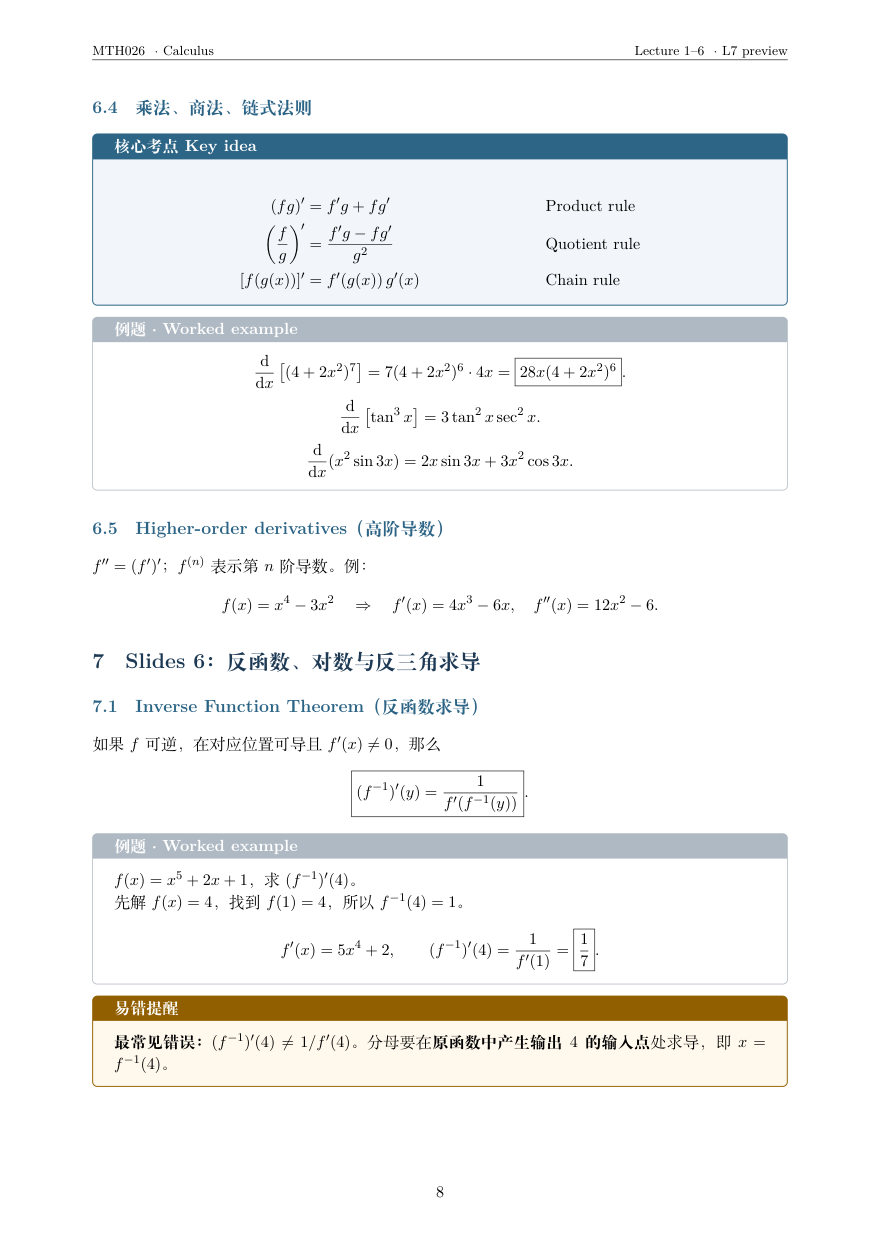 MTH026 · Calculus
Lecture 1–6 · L7 preview
6.4 乘法、商法、链式法则
核心考点 Key idea
(fg)′ = f′g + fg′ Product rule
(f/g)′ = (f′g − fg′)/g² Quotient rule
[f(g(x))]′ = f′(g(x)) g′(x) Chain rule
例题 · Worked example
d/dx [(4 + 2x²)⁷] = 7(4 + 2x²)⁶ · 4x = 28x(4 + 2x²)⁶.
d/dx [tan³ x] = 3 tan² x sec² x.
d/dx (x² sin 3x) = 2x sin 3x + 3x² cos 3x.
6.5 Higher-order derivatives（高阶导数）
f″ = (f′)′；f⁽ⁿ⁾ 表示第 n 阶导数。例：
f(x) = x⁴ − 3x² ⇒ f′(x) = 4x³ − 6x, f″(x) = 12x² − 6.
7 Slides 6：反函数、对数与反三角求导
7.1 Inverse Function Theorem（反函数求导）
如果 f 可逆，在对应位置可导且 f′(x) ≠ 0，那么
(f⁻¹)′(y) = 1/f′(f⁻¹(y)).
例题 · Worked example
f(x) = x⁵ + 2x + 1，求 (f⁻¹)′(4)。
先解 f(x) = 4，找到 f(1) = 4，所以 f⁻¹(4) = 1。
f′(x) = 5x⁴ + 2, (f⁻¹)′(4) = 1/f′(1) = 1/7.
易错提醒
最常见错误：(f⁻¹)′(4) ≠ 1/f′(4)。分母要在原函数中产生输出 4 的输入点处求导，即 x =
f⁻¹(4)。
8